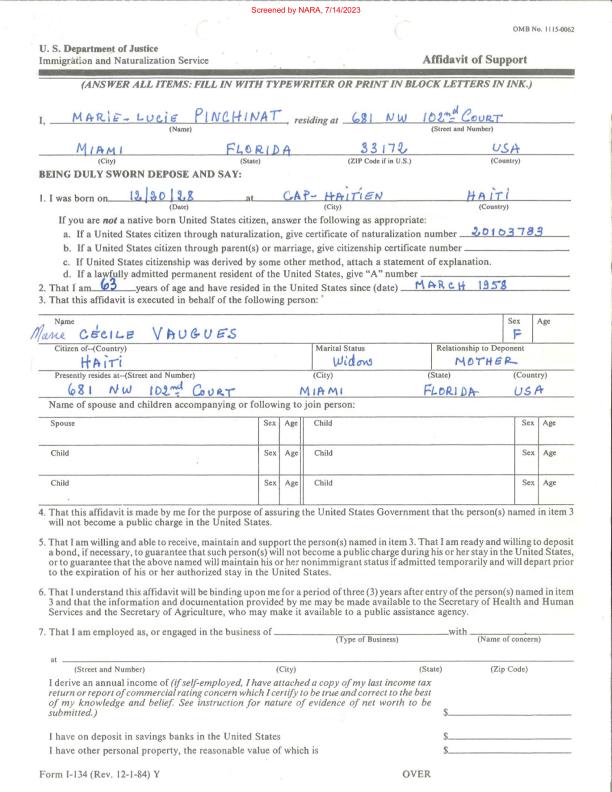 Screened by NARA, 7/14/2023
OMB No. 1115-0062
U. S. Department of Justice
Immigration and Naturalization Service Affidavit of Support
(ANSWER ALL ITEMS: FILL IN WITH TYPEWRITER OR PRINT IN BLOCK LETTERS IN INK.)
I, MARIE-LUCIE PINCHINAT, residing at 681 NW 102nd COURT
(Name) (Street and Number)
MIAMI FLORIDA 33172 USA
(City) (State) (ZIP Code if in U.S.) (Country)
BEING DULY SWORN DEPOSE AND SAY:
1. I was born on 12/20/28 at CAP-HAITIEN HAITI
(Date) (City) (Country)
If you are not a native born United States citizen, answer the following as appropriate:
a. If a United States citizen through naturalization, give certificate of naturalization number 20103783
b. If a United States citizen through parent(s) or marriage, give citizenship certificate number
c. If United States citizenship was derived by some other method, attach a statement of explanation.
d. If a lawfully admitted permanent resident of the United States, give "A" number
2. That I am 63 years of age and have resided in the United States since (date) MARCH 1958
3. That this affidavit is executed in behalf of the following person:
Name Sex Age
Marie CÉCILE VAUGUES F
Citizen of--(Country) Marital Status Relationship to Deponent
HAITI Widow MOTHER
Presently resides at--(Street and Number) (City) (State) (Country)
681 NW 102nd COURT MIAMI FLORIDA USA
Name of spouse and children accompanying or following to join person:
Spouse Sex Age Child Sex Age
Child Sex Age Child Sex Age
Child Sex Age Child Sex Age
4. That this affidavit is made by me for the purpose of assuring the United States Government that the person(s) named in item 3
will not become a public charge in the United States.
5. That I am willing and able to receive, maintain and support the person(s) named in item 3. That I am ready and willing to deposit
a bond, if necessary, to guarantee that such person(s) will not become a public charge during his or her stay in the United States,
or to guarantee that the above named will maintain his or her nonimmigrant status if admitted temporarily and will depart prior
to the expiration of his or her authorized stay in the United States.
6. That I understand this affidavit will be binding upon me for a period of three (3) years after entry of the person(s) named in item
3 and that the information and documentation provided by me may be made available to the Secretary of Health and Human
Services and the Secretary of Agriculture, who may make it available to a public assistance agency.
7. That I am employed as, or engaged in the business of with
(Type of Business) (Name of concern)
at
(Street and Number) (City) (State) (Zip Code)
I derive an annual income of (if self-employed, I have attached a copy of my last income tax
return or report of commercial rating concern which I certify to be true and correct to the best
of my knowledge and belief. See instruction for nature of evidence of net worth to be
submitted.) $
I have on deposit in savings banks in the United States $
I have other personal property, the reasonable value of which is $
Form I-134 (Rev. 12-1-84) Y OVER